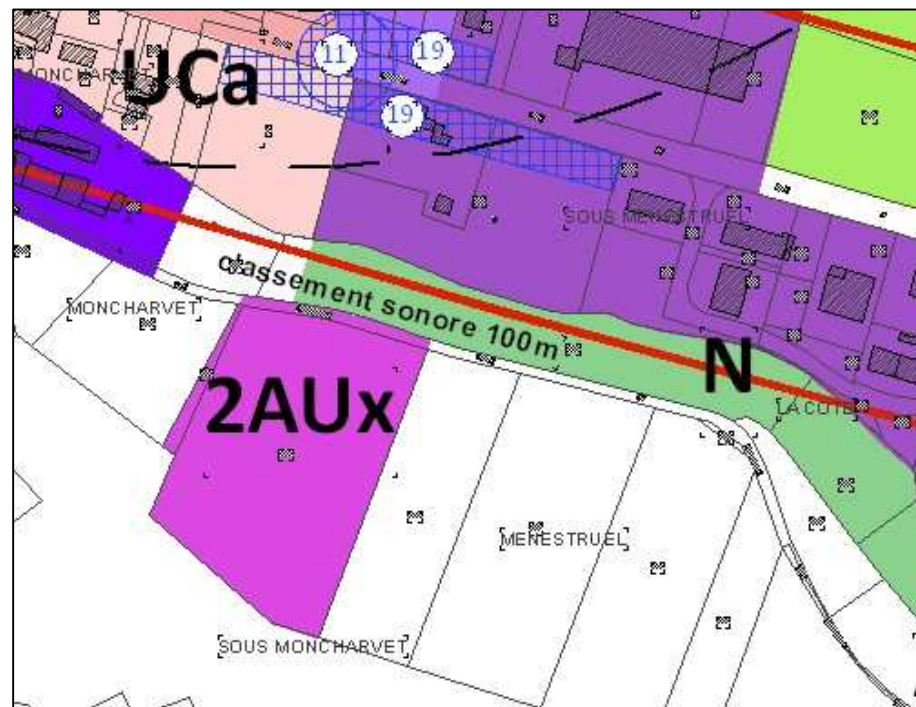 UCa
11
19
19
SOUS MENESTRUEL
classement sonore 100m
MONCHARVET
N
LA COTE
2AUx
MENESTRUEL
SOUS MONCHARVET